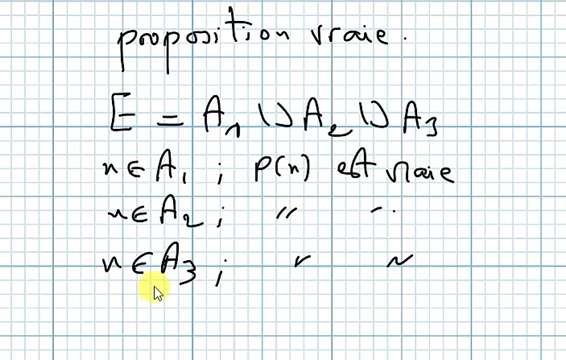 proposition vraie.
E = A₁ ∪ A₂ ∪ A₃
n ∈ A₁ ; P(n) est vraie
n ∈ A₂ ; " "
n ∈ A₃ ; " "